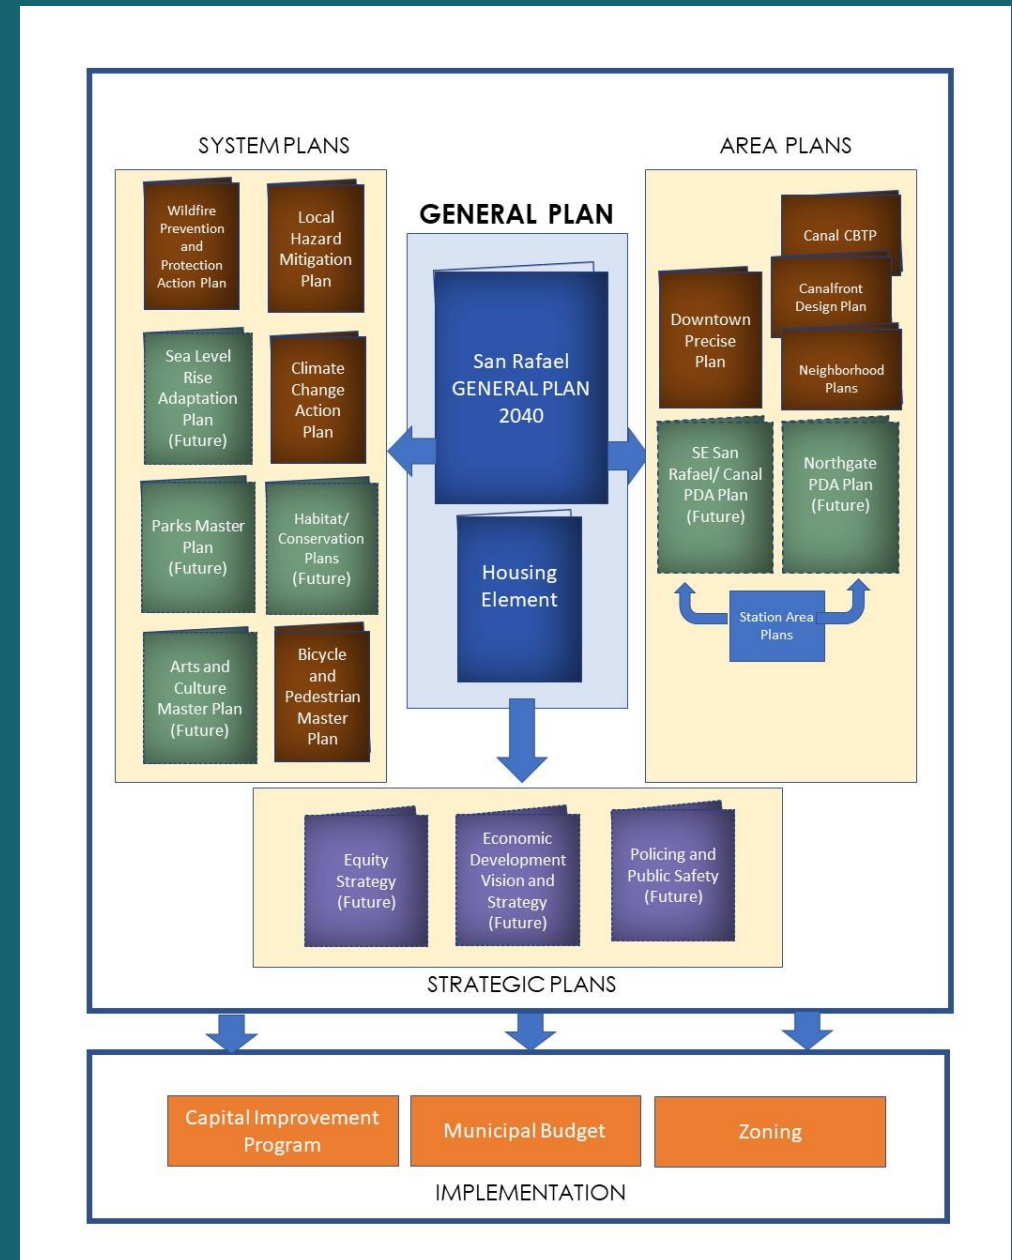 SYSTEM PLANS
Wildfire
Prevention
and
Protection
Action Plan
Local
Hazard
Mitigation
Plan
Sea Level
Rise
Adaptation
Plan
(Future)
Climate
Change
Action
Plan
Parks Master
Plan
(Future)
Habitat/
Conservation
Plans
(Future)
Arts and
Culture
Master Plan
(Future)
Bicycle
and
Pedestrian
Master
Plan
GENERAL PLAN
San Rafael
GENERAL PLAN
2040
Housing
Element
AREA PLANS
Canal CBTP
Canalfront
Design Plan
Downtown
Precise
Plan
Neighborhood
Plans
SE San
Rafael/ Canal
PDA Plan
(Future)
Northgate
PDA Plan
(Future)
Station Area
Plans
Equity
Strategy
(Future)
Economic
Development
Vision and
Strategy
(Future)
Policing and
Public Safety
(Future)
STRATEGIC PLANS
Capital Improvement
Program
Municipal Budget
Zoning
IMPLEMENTATION